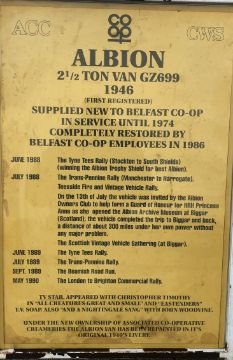 ACC
CO
OP
CWS
ALBION
2 1/2 TON VAN GZ699
1946
(FIRST REGISTERED)
SUPPLIED NEW TO BELFAST CO-OP
IN SERVICE UNTIL 1974
COMPLETELY RESTORED BY
BELFAST CO-OP EMPLOYEES IN 1986
JUNE 1988 The Tyne Tees Rally (Stockton to South Shields)
(winning the Albion Trophy Shield for best Albion).
JULY 1988 The Trans-Pennine Rally (Manchester to Harrogate).
Teesside Fire and Vintage Vehicle Rally.
On the 13th of July the vehicle was invited by the Albion
Owners Club to help form a Guard of Honour for HRH Princess
Anne as she opened the Albion Archive Museum at Biggar
(Scotland); the vehicle completed the trip to Biggar and back,
a distance of about 300 miles under her own power without
any major problem.
The Scottish Vintage Vehicle Gathering (at Biggar).
JUNE 1989 The Tyne Tees Rally.
JULY 1989 The Trans-Pennine Rally.
SEPT. 1989 The Beamish Road Run.
MAY 1990 The London to Brighton Commercial Rally.
TV STAR, APPEARED WITH CHRISTOPHER TIMOTHY
IN "ALL CREATURES GREAT AND SMALL" AND "EASTENDERS"
T.V. SOAP ALSO "AND A NIGHTINGALE SANG" WITH JOHN WOODVINE.
UNDER THE NEW OWNERSHIP OF ASSOCIATED CO-OPERATIVE
CREAMERIES THE ALBION VAN HAS BEEN REPAINTED IN IT'S
ORIGINAL 1940'S LIVERY.